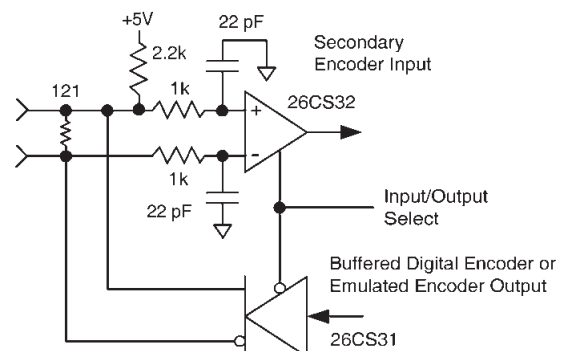 +5V
22 pF
2.2k
Secondary
Encoder Input
121
1k
26CS32
+
-
1k
22 pF
Input/Output
Select
Buffered Digital Encoder or
Emulated Encoder Output
26CS31